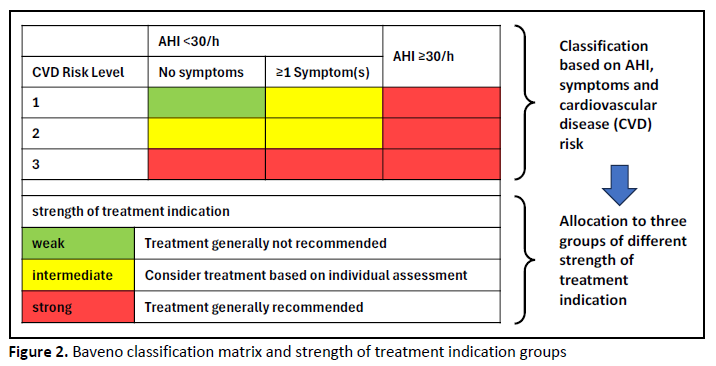 AHI <30/h
AHI ≥30/h
CVD Risk Level
No symptoms
≥1 Symptom(s)
1
2
3
strength of treatment indication
weak
Treatment generally not recommended
intermediate
Consider treatment based on individual assessment
strong
Treatment generally recommended
Classification
based on AHI,
symptoms and
cardiovascular
disease (CVD)
risk
Allocation to three
groups of different
strength of
treatment
indication
Figure 2. Baveno classification matrix and strength of treatment indication groups